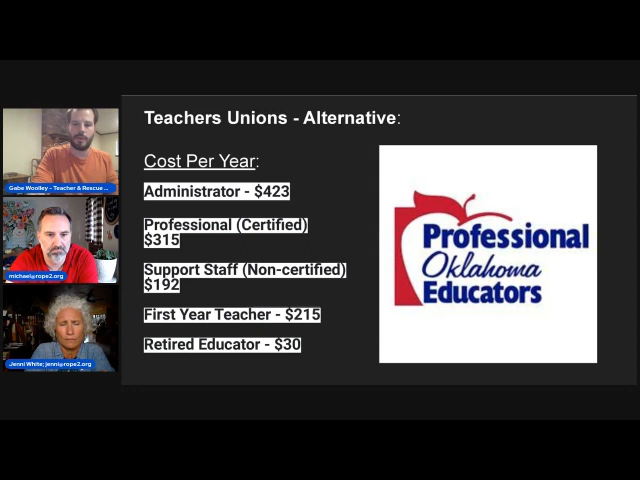 Teachers Unions - Alternative:
Cost Per Year:
Administrator - $423
Professional (Certified)
$315
Support Staff (Non-certified)
$192
First Year Teacher - $215
Retired Educator - $30
Professional
Oklahoma
Educators
Gabe Woolley - Teacher & Rescue ...
michael@rope2.org
Jenni White; jenni@rope2.org